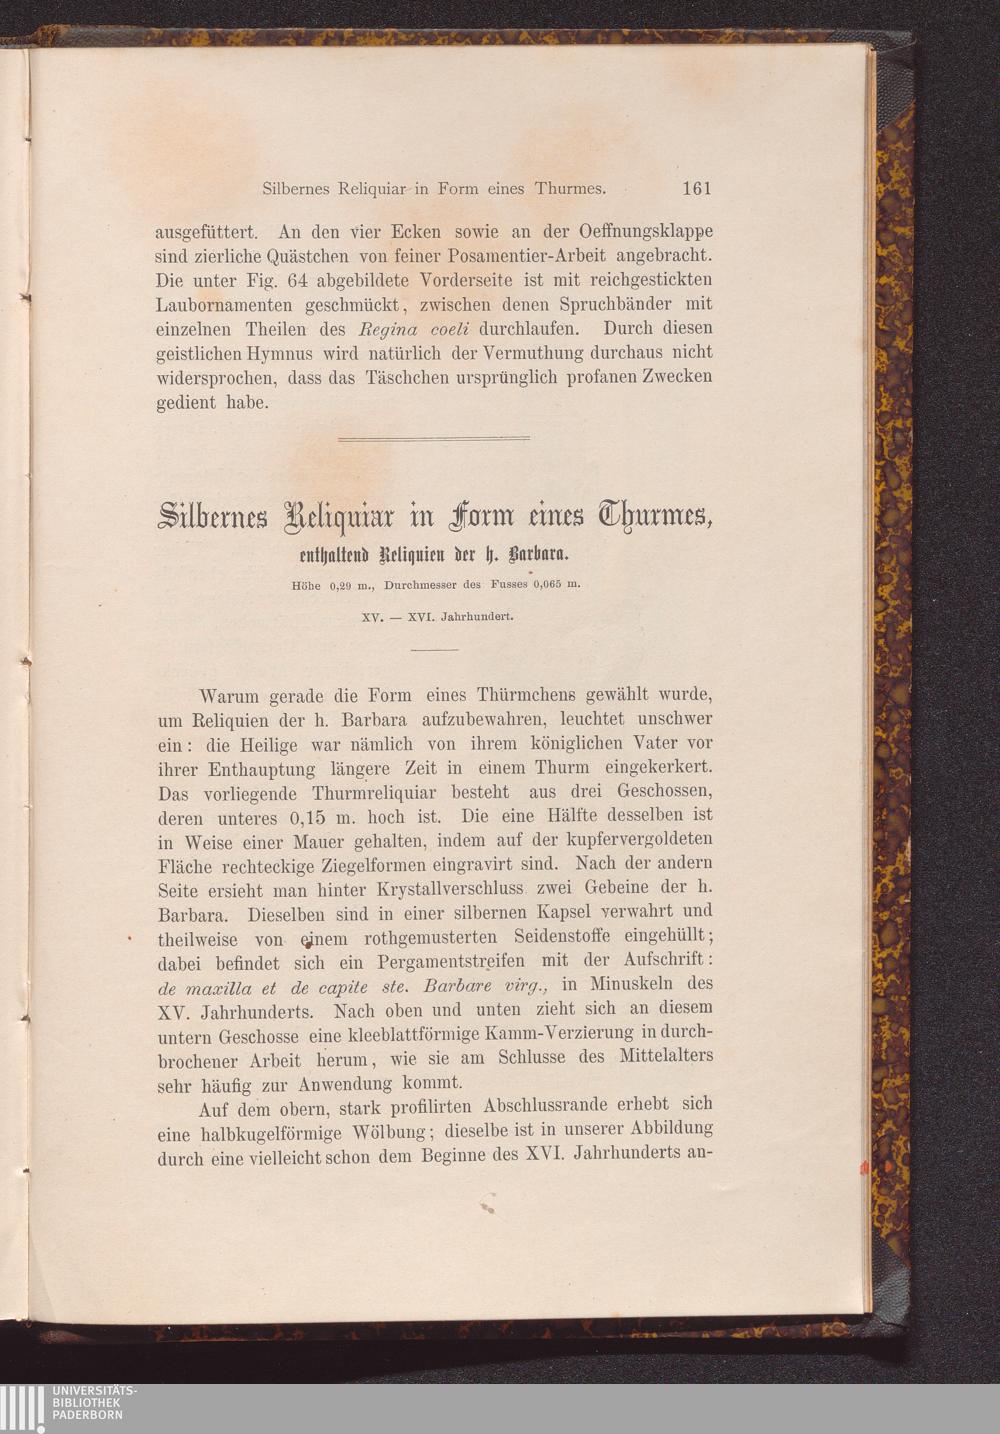 Silbernes Reliquiar in Form eines Thurmes. 161
ausgefüttert. An den vier Ecken sowie an der Oeffnungsklappe
sind zierliche Quästchen von feiner Posamentier-Arbeit angebracht.
Die unter Fig. 64 abgebildete Vorderseite ist mit reichgestickten
Laubornamenten geschmückt, zwischen denen Spruchbänder mit
einzelnen Theilen des Regina coeli durchlaufen. Durch diesen
geistlichen Hymnus wird natürlich der Vermuthung durchaus nicht
widersprochen, dass das Täschchen ursprünglich profanen Zwecken
gedient habe.
Silbernes Reliquiar in Form eines Thurmes,
enthaltend Reliquien der h. Barbara.
Höhe 0,29 m., Durchmesser des Fusses 0,065 m.
XV. — XVI. Jahrhundert.
Warum gerade die Form eines Thürmchens gewählt wurde,
um Reliquien der h. Barbara aufzubewahren, leuchtet unschwer
ein: die Heilige war nämlich von ihrem königlichen Vater vor
ihrer Enthauptung längere Zeit in einem Thurm eingekerkert.
Das vorliegende Thurmreliquiar besteht aus drei Geschossen,
deren unteres 0,15 m. hoch ist. Die eine Hälfte desselben ist
in Weise einer Mauer gehalten, indem auf der kupfervergoldeten
Fläche rechteckige Ziegelformen eingravirt sind. Nach der andern
Seite ersieht man hinter Krystallverschluss zwei Gebeine der h.
Barbara. Dieselben sind in einer silbernen Kapsel verwahrt und
theilweise von einem rothgemusterten Seidenstoffe eingehüllt;
dabei befindet sich ein Pergamentstreifen mit der Aufschrift:
de maxilla et de capite ste. Barbare virg., in Minuskeln des
XV. Jahrhunderts. Nach oben und unten zieht sich an diesem
untern Geschosse eine kleeblattförmige Kamm-Verzierung in durch-
brochener Arbeit herum, wie sie am Schlusse des Mittelalters
sehr häufig zur Anwendung kommt.
Auf dem obern, stark profilirten Abschlussrande erhebt sich
eine halbkugelförmige Wölbung; dieselbe ist in unserer Abbildung
durch eine vielleicht schon dem Beginne des XVI. Jahrhunderts an-
UNIVERSITÄTS-
BIBLIOTHEK
PADERBORN